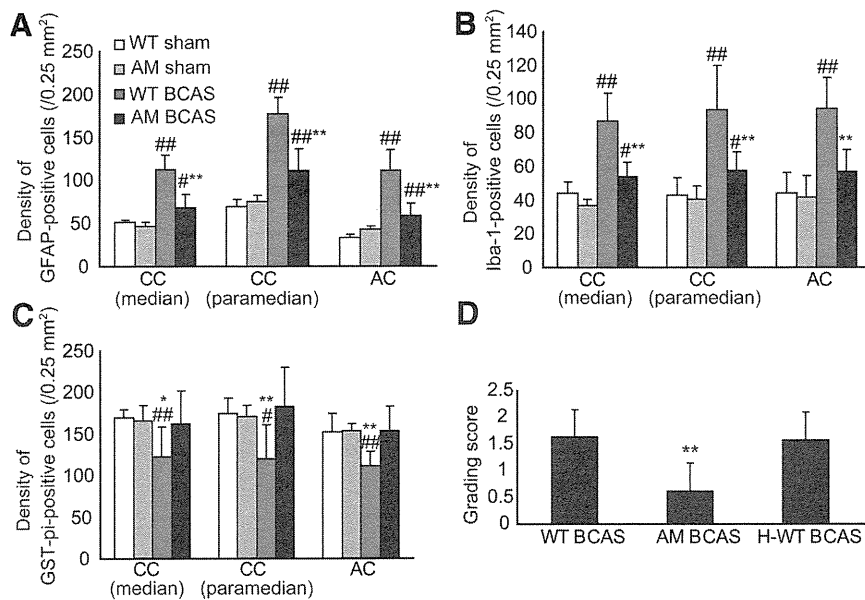 A
Density of
GFAP-positive cells (/0.25 mm²)
250
200
150
100
50
0
WT sham
AM sham
WT BCAS
AM BCAS
##
#**
##
##**
##
##**
CC
(median)
CC
(paramedian)
AC
B
Density of
Iba-1-positive cells (/0.25 mm²)
140
120
100
80
60
40
20
0
##
#**
##
#**
##
**
CC
(median)
CC
(paramedian)
AC
C
Density of
GST-pi-positive cells (/0.25 mm²)
250
200
150
100
50
0
*
##
**
#
**
##
CC
(median)
CC
(paramedian)
AC
D
Grading score
2.5
2
1.5
1
0.5
0
**
WT BCAS
AM BCAS
H-WT BCAS